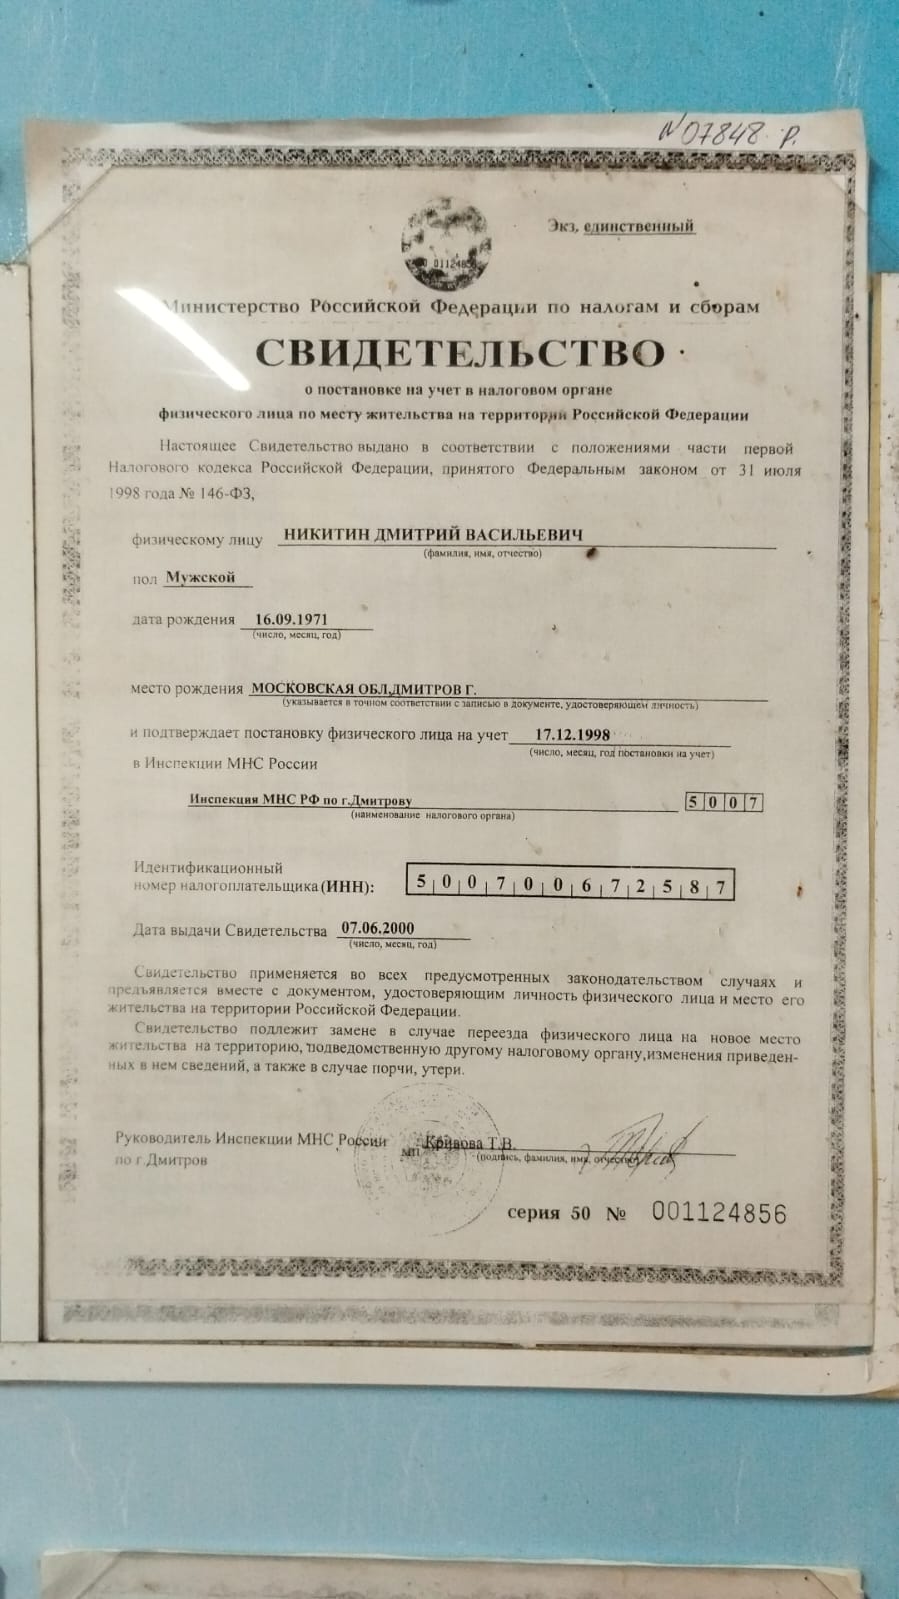 N07848 Р.
Экз. единственный
Министерство Российской Федерации по налогам и сборам
СВИДЕТЕЛЬСТВО
о постановке на учет в налоговом органе
физического лица по месту жительства на территории Российской Федерации
Настоящее Свидетельство выдано в соответствии с положениями части первой
Налогового кодекса Российской Федерации, принятого Федеральным законом от 31 июля
1998 года № 146-ФЗ,
физическому лицу НИКИТИН ДМИТРИЙ ВАСИЛЬЕВИЧ
(фамилия, имя, отчество)
пол Мужской
дата рождения 16.09.1971
(число, месяц, год)
место рождения МОСКОВСКАЯ ОБЛ,ДМИТРОВ Г.
(указывается в точном соответствии с записью в документе, удостоверяющем личность)
и подтверждает постановку физического лица на учет 17.12.1998
(число, месяц, год постановки на учет)
в Инспекции МНС России
Инспекция МНС РФ по г.Дмитрову 5007
(наименование налогового органа)
Идентификационный
номер налогоплательщика(ИНН): 500700672587
Дата выдачи Свидетельства 07.06.2000
(число, месяц, год)
Свидетельство применяется во всех предусмотренных законодательством случаях и
предъявляется вместе с документом, удостоверяющим личность физического лица и место его
жительства на территории Российской Федерации.
Свидетельство подлежит замене в случае переезда физического лица на новое место
жительства на территорию, подведомственную другому налоговому органу,изменения приведен-
ных в нем сведений, а также в случае порчи, утери.
Руководитель Инспекции МНС России Кривова Т.В.
по г.Дмитров МП (подпись, фамилия, имя, отчество)
серия 50 № 001124856